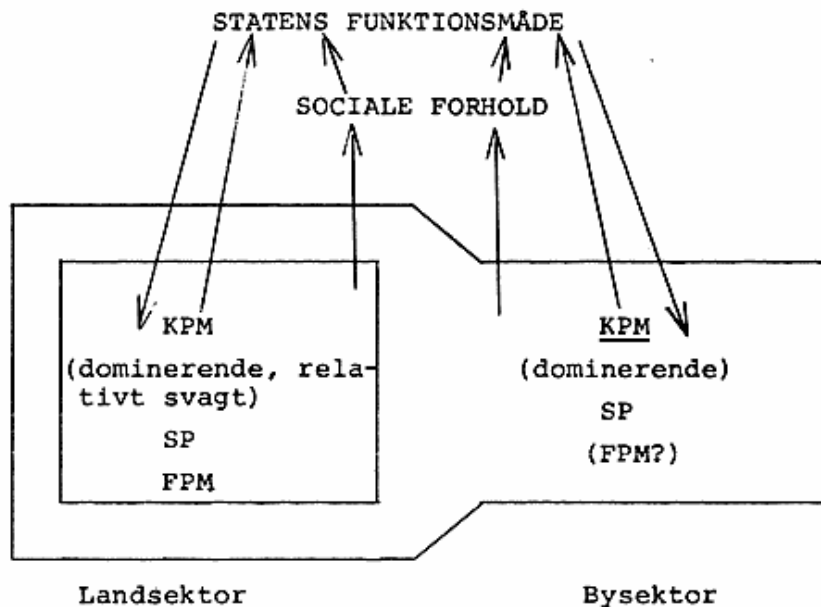 STATENS FUNKTIONSMÅDE
SOCIALE FORHOLD
KPM
(dominerende, rela-
tivt svagt)
SP
FPM
KPM
(dominerende)
SP
(FPM?)
Landsektor
Bysektor